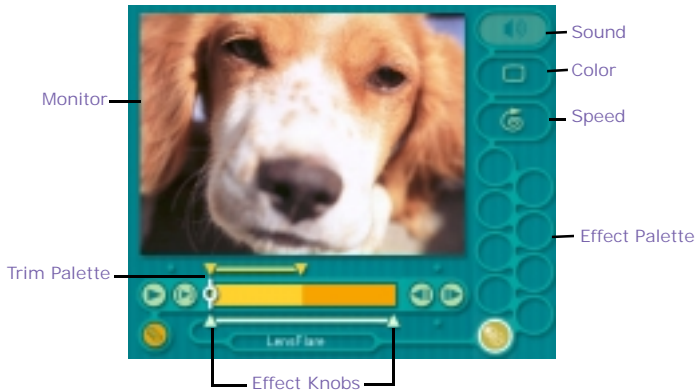 Sound
Color
Monitor
Speed
Effect Palette
Trim Palette
LensFlare
Effect Knobs